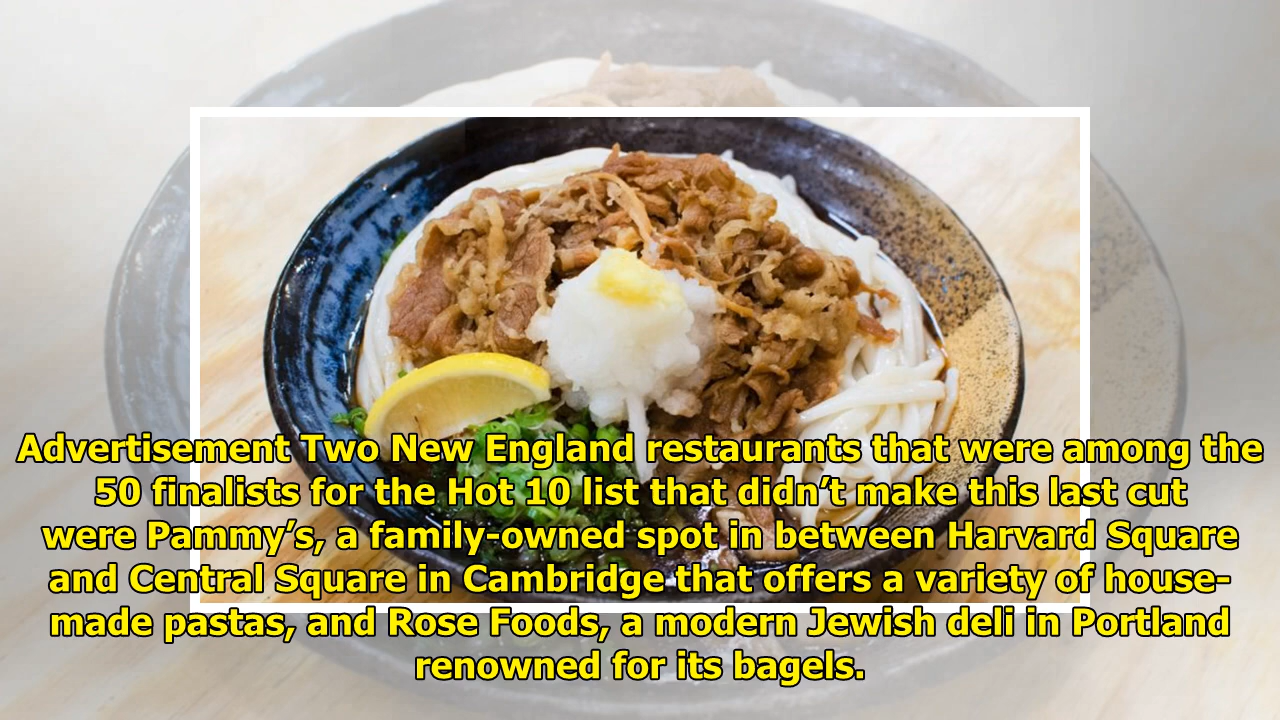 Advertisement Two New England restaurants that were among the
50 finalists for the Hot 10 list that didn’t make this last cut
were Pammy’s, a family-owned spot in between Harvard Square
and Central Square in Cambridge that offers a variety of house-
made pastas, and Rose Foods, a modern Jewish deli in Portland
renowned for its bagels.